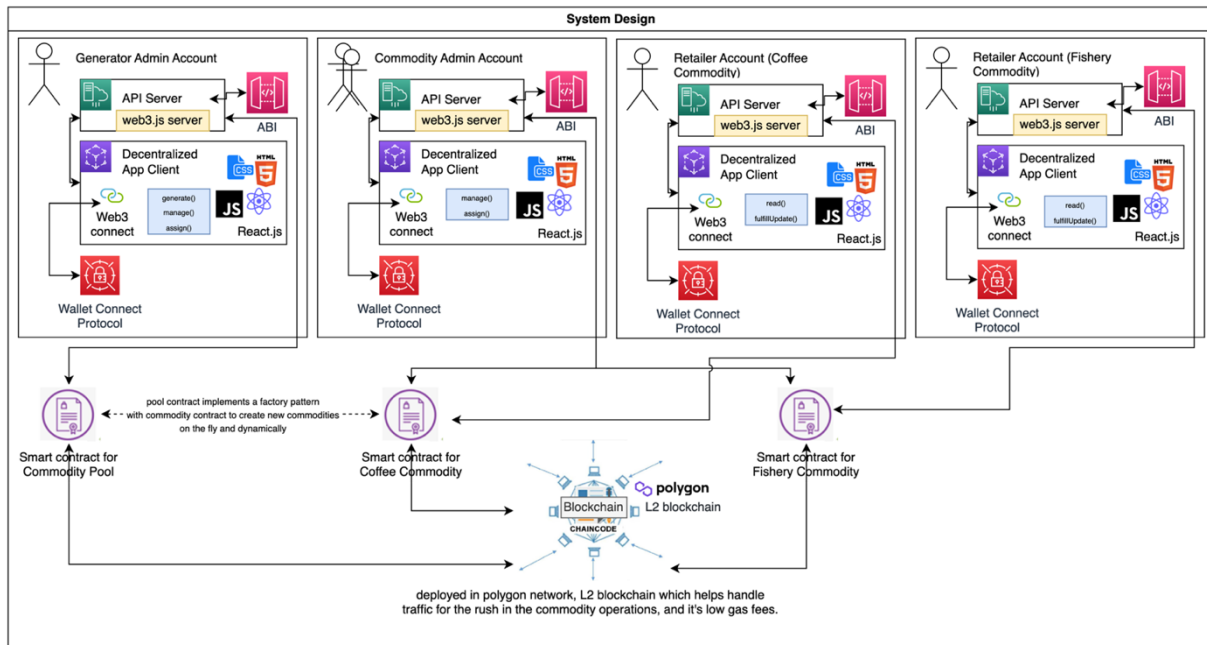 System Design
Generator Admin Account
API Server
web3.js server
ABI
Decentralized
App Client
CSS
HTML
5
generate()
manage()
assign()
JS
Web3
connect
React.js
Wallet Connect
Protocol
Commodity Admin Account
API Server
web3.js server
ABI
Decentralized
App Client
CSS
HTML
5
manage()
assign()
JS
Web3
connect
React.js
Wallet Connect
Protocol
Retailer Account (Coffee
Commodity)
API Server
web3.js server
ABI
Decentralized
App Client
CSS
HTML
5
read()
fulfillUpdate()
JS
Web3
connect
React.js
Wallet Connect
Protocol
Retailer Account (Fishery
Commodity)
API Server
web3.js server
ABI
Decentralized
App Client
CSS
HTML
5
read()
fulfillUpdate()
JS
Web3
connect
React.js
Wallet Connect
Protocol
pool contract implements a factory pattern
with commodity contract to create new commodities
on the fly and dynamically
Smart contract for
Commodity Pool
Smart contract for
Coffee Commodity
Smart contract for
Fishery Commodity
polygon
Blockchain
L2 blockchain
CHAINCODE
deployed in polygon network, L2 blockchain which helps handle
traffic for the rush in the commodity operations, and it's low gas fees.